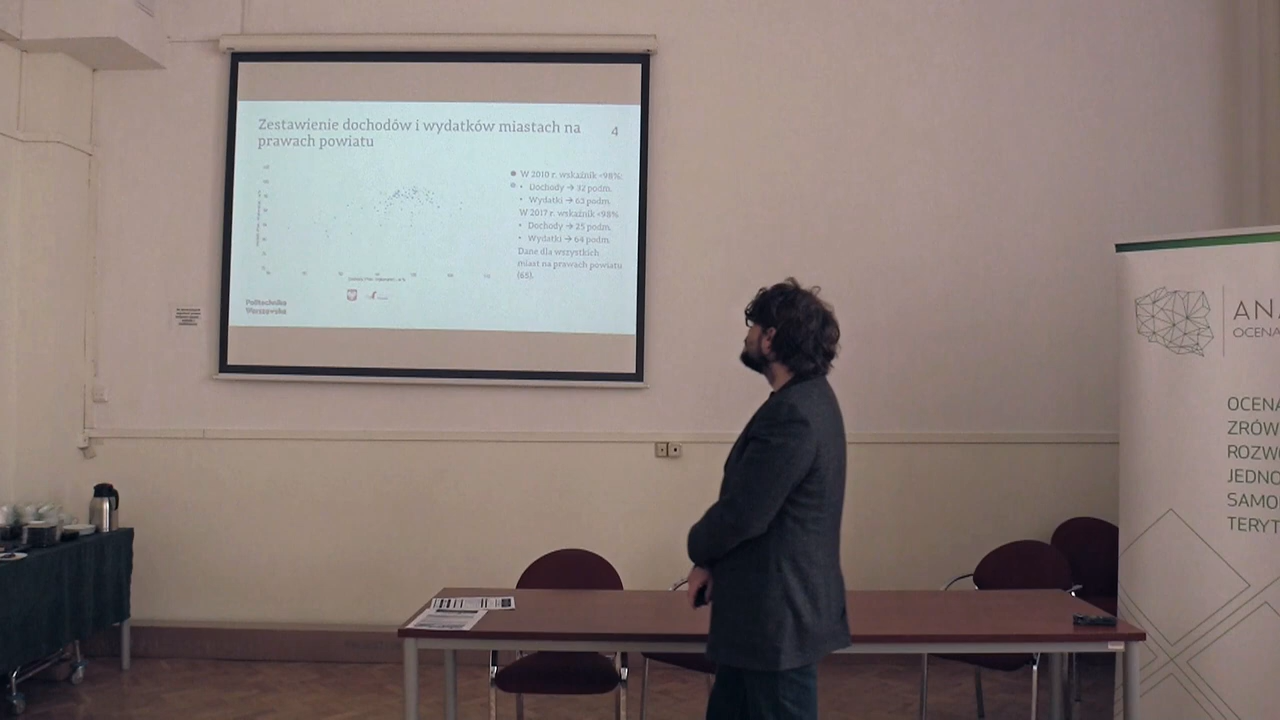 Zestawienie dochodów i wydatków miastach na
prawach powiatu
4
W 2010 r. wskaźnik <98%:
• Dochody → 32 podm.
• Wydatki → 63 podm.
W 2017 r. wskaźnik <98%
• Dochody → 25 podm.
• Wydatki → 64 podm.
Dane dla wszystkich
miast na prawach powiatu
(65).
Politechnika
Warszawska
ANA
OCENA
OCENA
ZRÓW
ROZWO
JEDNO
SAMO
TERYT